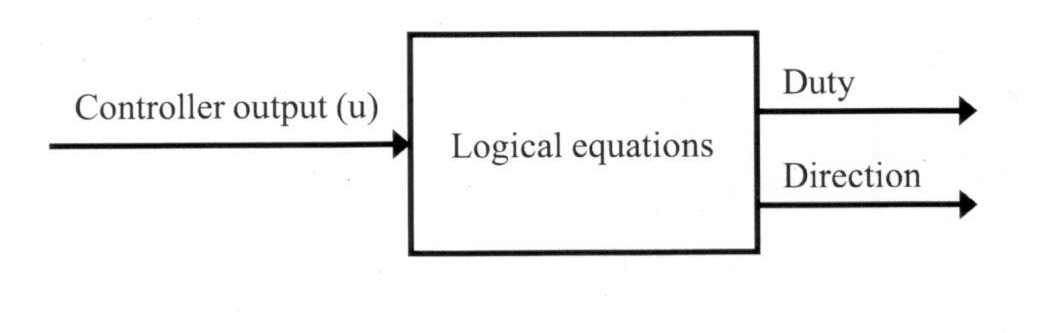 Controller output (u)
Logical equations
Duty
Direction